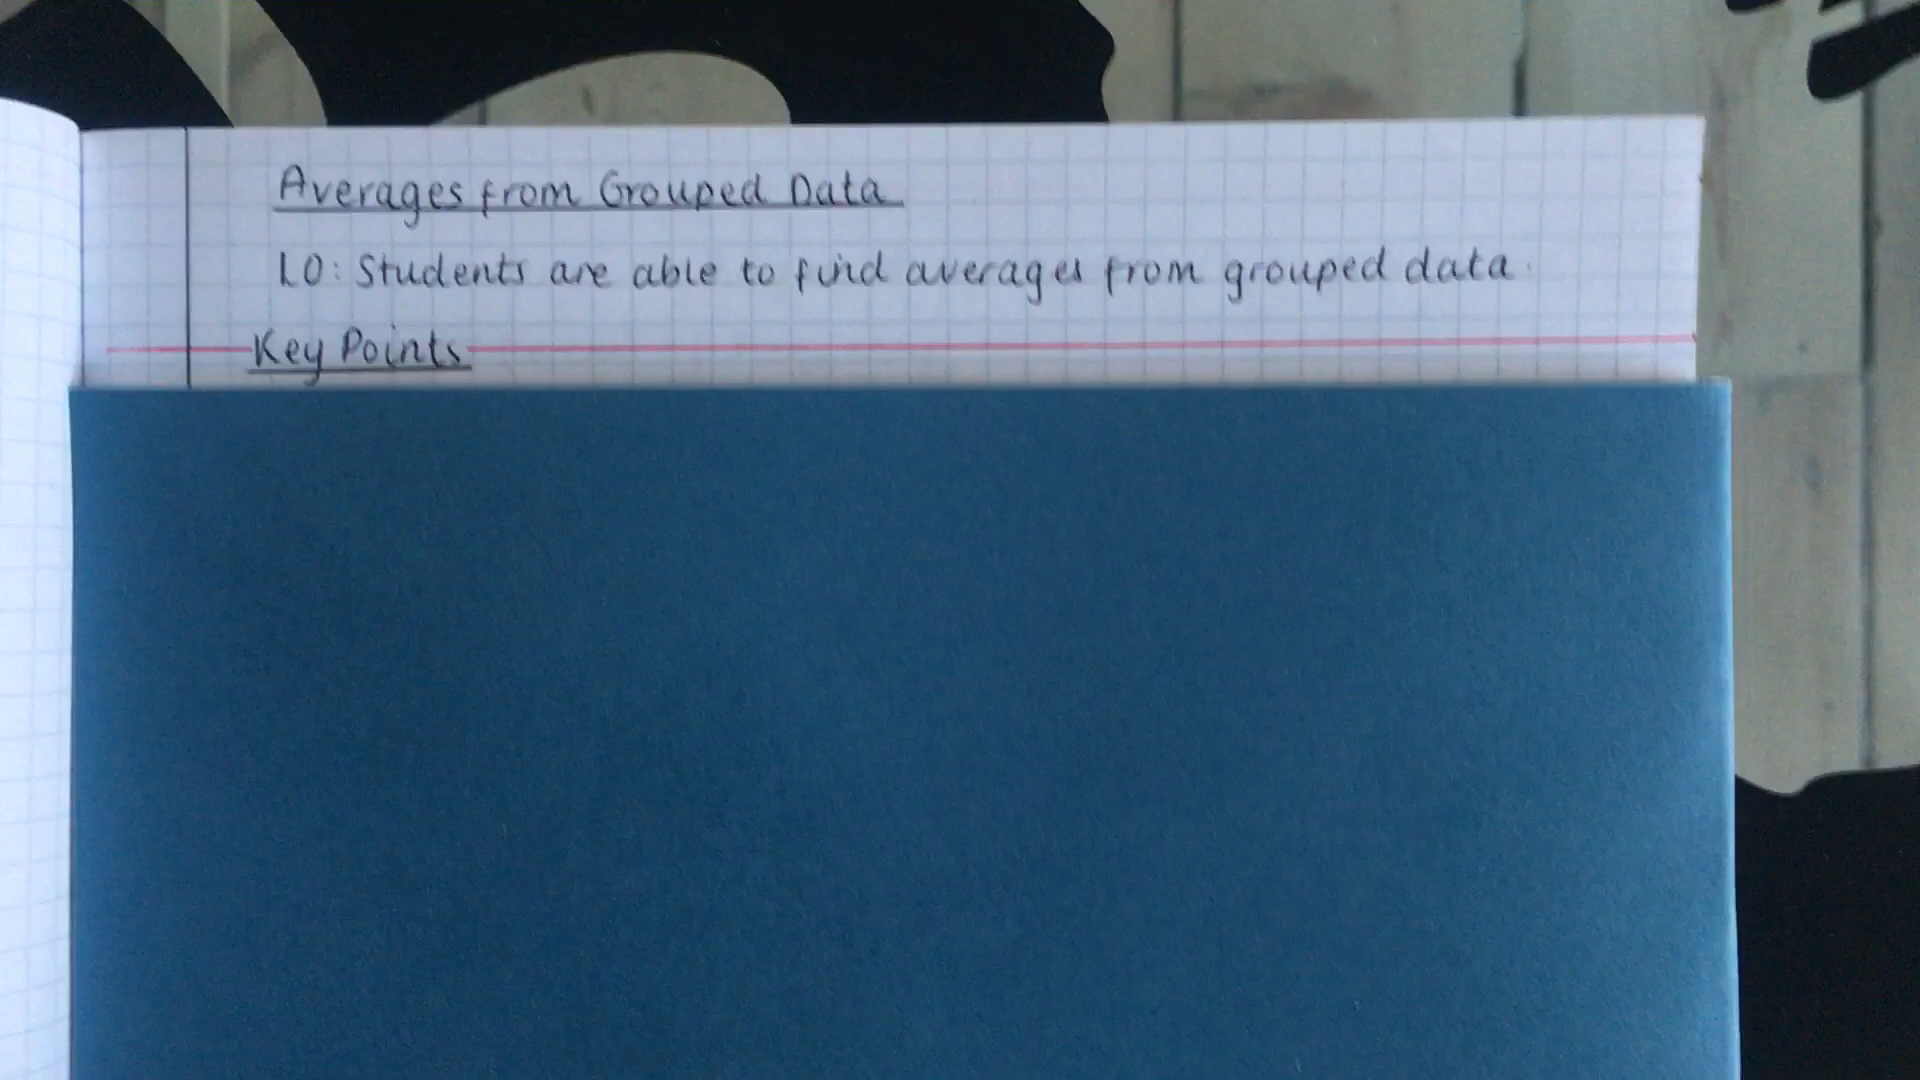 Averages from Grouped Data
LO: Students are able to find averages from grouped data.
Key Points